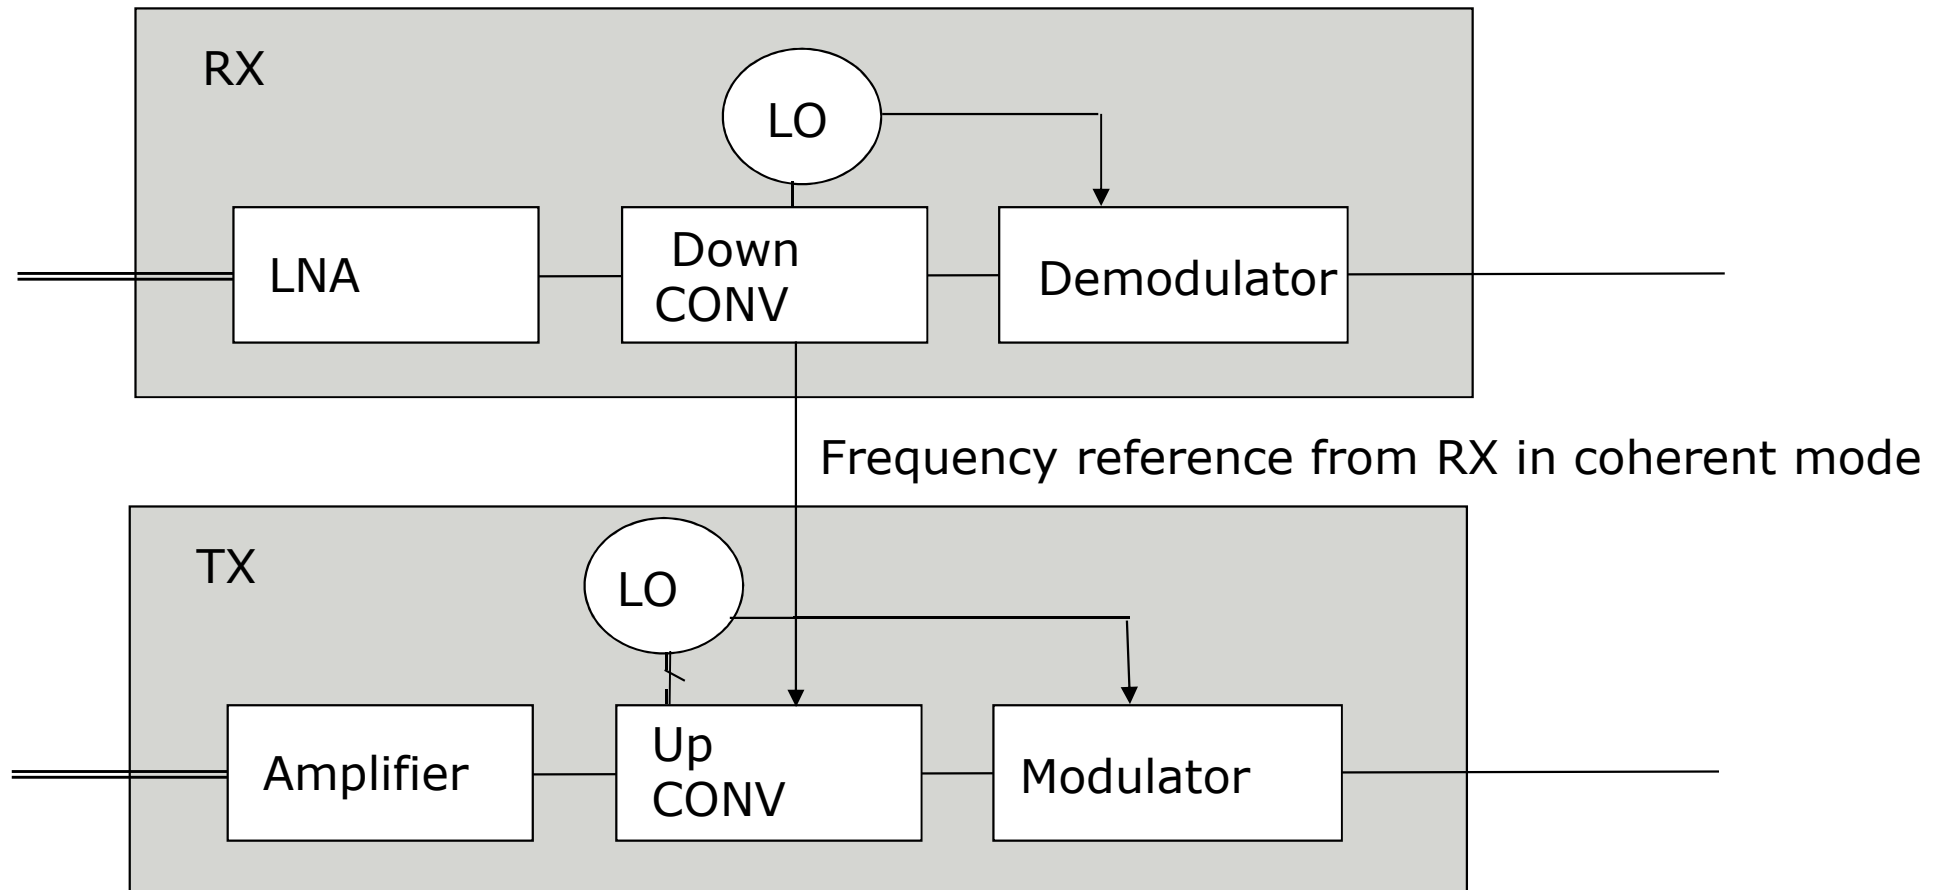 RX
LO
LNA
Down
CONV
Demodulator
Frequency reference from RX in coherent mode
TX
LO
Amplifier
Up
CONV
Modulator